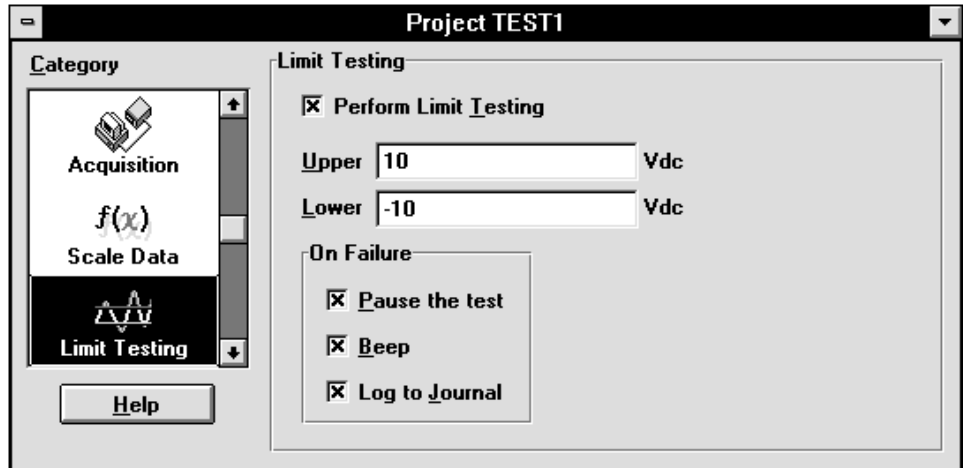 Project TEST1
Category
Acquisition
f(x)
Scale Data
Limit Testing
Help
Limit Testing
Perform Limit Testing
Upper 10 Vdc
Lower -10 Vdc
On Failure
Pause the test
Beep
Log to Journal